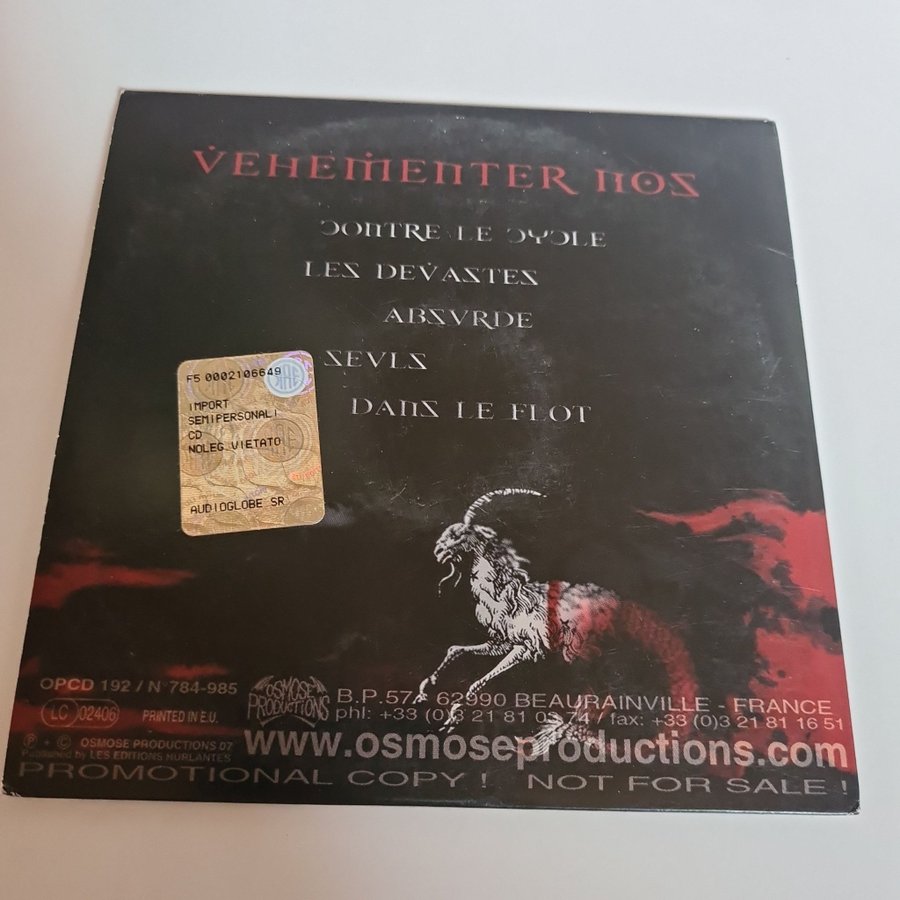 VEHEMENTER NOS
CONTRE LE CYCLE
LES DEVASTES
ABSURDE
SEULS
DANS LE FLOT
F5 0002106649
IMPORT
SEMIPERSONALI
CD
NOLEG.VIETATO
AUDIOGLOBE SR
OPCD 192 / N° 784-985
LC 02406 PRINTED IN E.U.
OSMOSE PRODUCTIONS
B.P. 57 - 62990 BEAURAINVILLE - FRANCE
phl: +33 (0)3 21 81 03 74 / fax: +33 (0)3 21 81 16 51
℗ + © OSMOSE PRODUCTIONS 07
Published by LES EDITIONS HURLANTES
www.osmoseproductions.com
PROMOTIONAL COPY ! NOT FOR SALE !